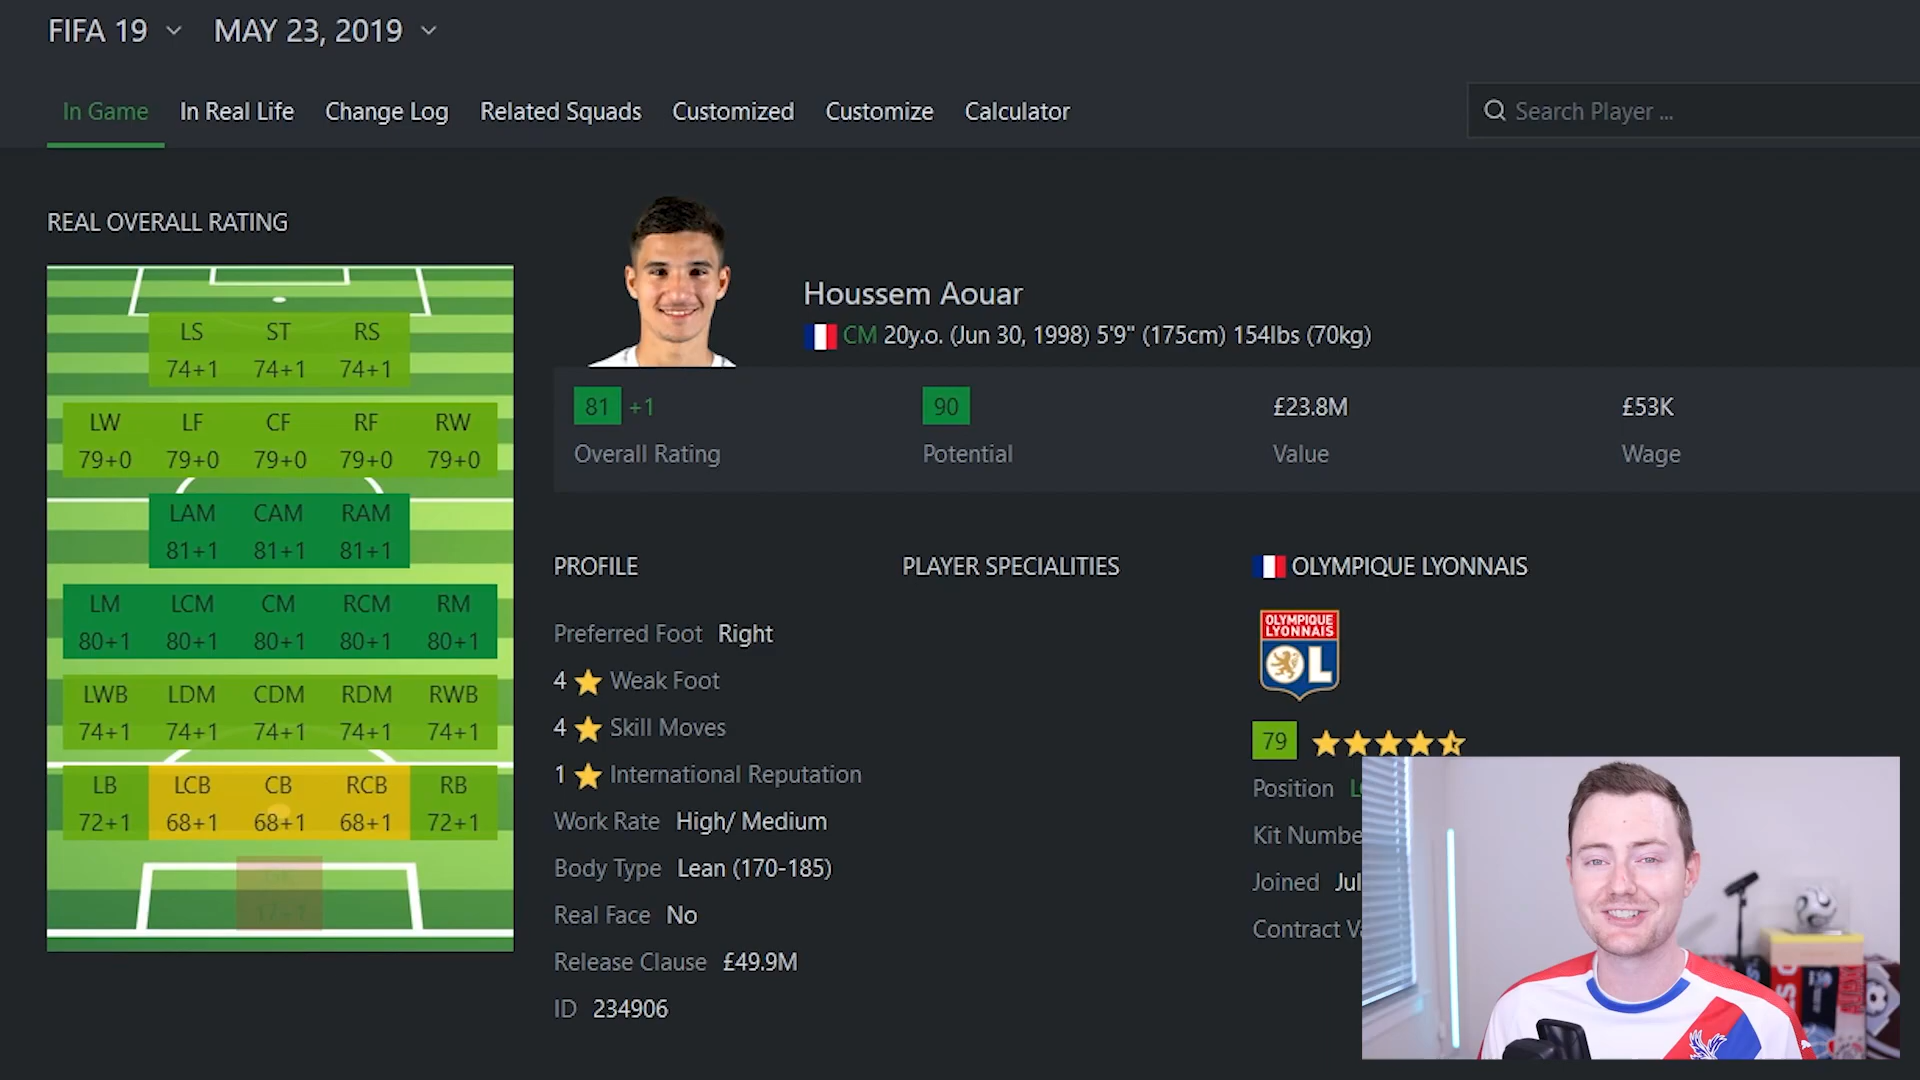 FIFA 19 MAY 23, 2019
In Game In Real Life Change Log Related Squads Customized Customize Calculator Search Player ...
REAL OVERALL RATING
LS ST RS
74+1 74+1 74+1
LW LF CF RF RW
79+0 79+0 79+0 79+0 79+0
LAM CAM RAM
81+1 81+1 81+1
LM LCM CM RCM RM
80+1 80+1 80+1 80+1 80+1
LWB LDM CDM RDM RWB
74+1 74+1 74+1 74+1 74+1
LB LCB CB RCB RB
72+1 68+1 68+1 68+1 72+1
17+1
Houssem Aouar
CM 20y.o. (Jun 30, 1998) 5'9" (175cm) 154lbs (70kg)
81 +1 90 £23.8M £53K
Overall Rating Potential Value Wage
PROFILE
Preferred Foot Right
4 Weak Foot
4 Skill Moves
1 International Reputation
Work Rate High/ Medium
Body Type Lean (170-185)
Real Face No
Release Clause £49.9M
ID 234906
PLAYER SPECIALITIES
OLYMPIQUE LYONNAIS
OLYMPIQUE
LYONNAIS
OL
79
Position
Kit Numbe
Joined Jul
Contract